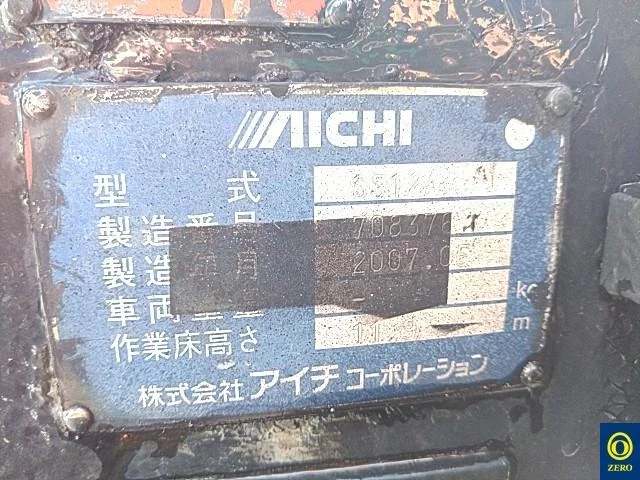 AICHI
型式
製造番号 708378
製造年月 2007.0
車両重量 - kg
作業床高さ 11. m
株式会社 アイチ コーポレーション
ZERO